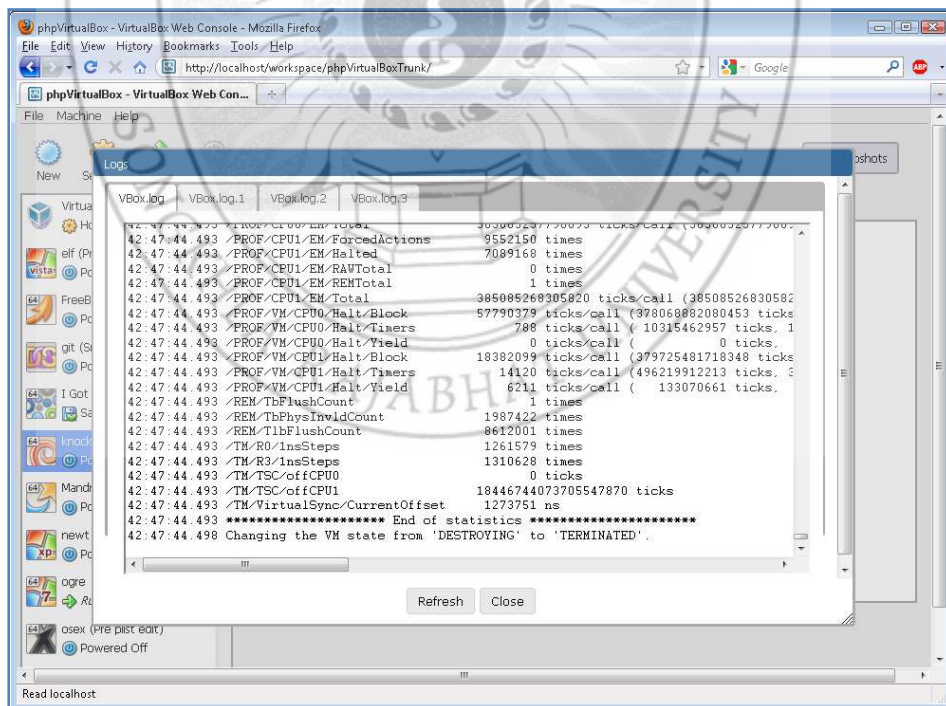 phpVirtualBox - VirtualBox Web Console - Mozilla Firefox
File Edit View History Bookmarks Tools Help
http://localhost/workspace/phpVirtualBoxTrunk/
Google
ABP
phpVirtualBox - VirtualBox Web Con...
File Machine Help
New
Logs
VBox.log VBox.log.1 VBox.log.2 VBox.log.3
42:47:44.493 /PROF/CPU1/EM/ForcedActions 9552150 times
42:47:44.493 /PROF/CPU1/EM/Halted 7089168 times
42:47:44.493 /PROF/CPU1/EM/RAWTotal 0 times
42:47:44.493 /PROF/CPU1/EM/REMTotal 1 times
42:47:44.493 /PROF/CPU1/EM/Total 385085268305820 ticks/call (38508526830582
42:47:44.493 /PROF/VM/CPU0/Halt/Block 57790379 ticks/call (378068882080453 ticks
42:47:44.493 /PROF/VM/CPU0/Halt/Timers 788 ticks/call ( 10315462957 ticks, 1
42:47:44.493 /PROF/VM/CPU0/Halt/Yield 0 ticks/call ( 0 ticks,
42:47:44.493 /PROF/VM/CPU1/Halt/Block 18382099 ticks/call (379725481718348 ticks
42:47:44.493 /PROF/VM/CPU1/Halt/Timers 14120 ticks/call (496219912213 ticks, 3
42:47:44.493 /PROF/VM/CPU1/Halt/Yield 6211 ticks/call ( 133070661 ticks,
42:47:44.493 /REM/TbFlushCount 1 times
42:47:44.493 /REM/TbPhysInvldCount 1987422 times
42:47:44.493 /REM/TlbFlushCount 8612001 times
42:47:44.493 /TM/R0/1nsSteps 1261579 times
42:47:44.493 /TM/R3/1nsSteps 1310628 times
42:47:44.493 /TM/TSC/offCPU0 0 ticks
42:47:44.493 /TM/TSC/offCPU1 18446744073705547870 ticks
42:47:44.493 /TM/VirtualSync/CurrentOffset 1273751 ns
42:47:44.493 ********************* End of statistics **********************
42:47:44.498 Changing the VM state from 'DESTROYING' to 'TERMINATED'.
Refresh Close
Virtua
elf (Pr
vista
64 FreeB
git (Si
64 I Got
64 knock
64 Mandr
newt
xp
64 ogre
7
64 osex (Pre plist edit)
Powered Off
Read localhost
UNIVERSITY